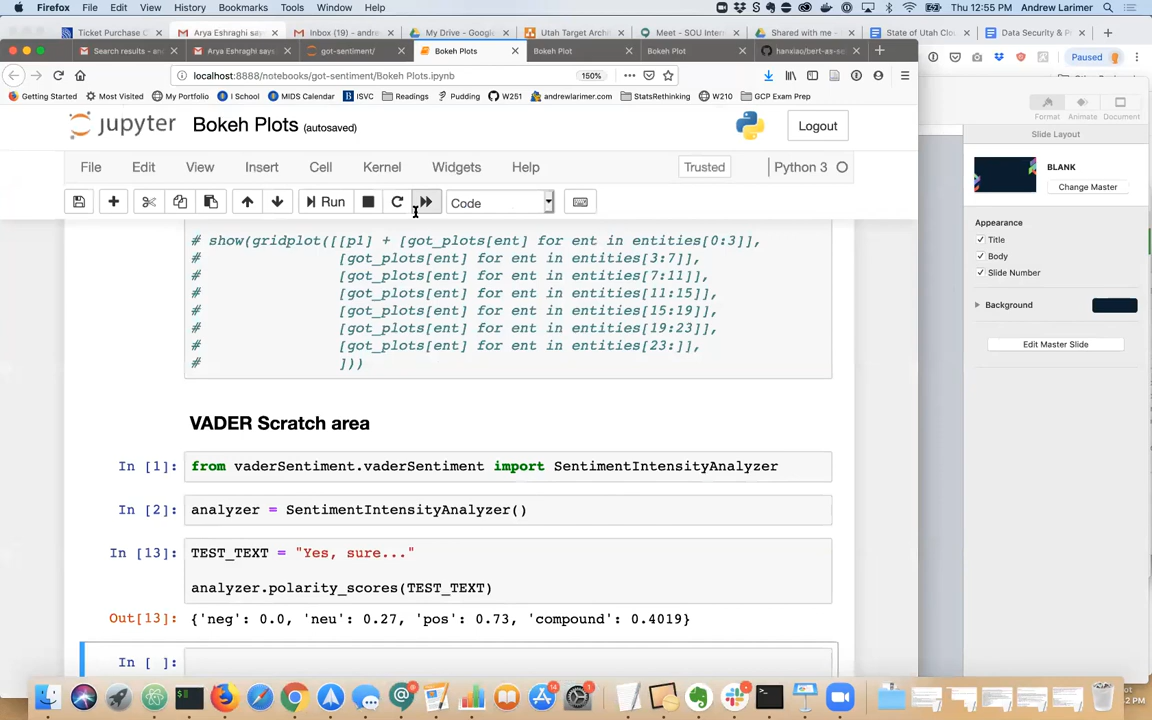 Firefox File Edit View History Bookmarks Tools Window Help Thu 12:55 PM Andrew Larimer
Ticket Purchase C Arya Eshraghi says Inbox (19) - andrew My Drive - Google Utah Target Archi Meet - SOU Intern Shared with me - State of Utah Clou Data Security & P
Search results - an Arya Eshraghi says got-sentiment/ Bokeh Plots Bokeh Plot Bokeh Plot hanxiao/bert-as-se Paused
localhost:8888/notebooks/got-sentiment/Bokeh Plots.ipynb 150%
Getting Started Most Visited My Portfolio I School MIDS Calendar ISVC Readings Pudding W251 andrewlarimer.com StatsRethinking W210 GCP Exam Prep
Format Animate Document
jupyter Bokeh Plots (autosaved) Logout
Slide Layout
File Edit View Insert Cell Kernel Widgets Help Trusted Python 3
BLANK
Change Master
Run Code
Appearance
Title
Body
Slide Number
Background
Edit Master Slide
# show(gridplot([[p1] + [got_plots[ent] for ent in entities[0:3]],
# [got_plots[ent] for ent in entities[3:7]],
# [got_plots[ent] for ent in entities[7:11]],
# [got_plots[ent] for ent in entities[11:15]],
# [got_plots[ent] for ent in entities[15:19]],
# [got_plots[ent] for ent in entities[19:23]],
# [got_plots[ent] for ent in entities[23:]],
# ]))
VADER Scratch area
In [1]: from vaderSentiment.vaderSentiment import SentimentIntensityAnalyzer
In [2]: analyzer = SentimentIntensityAnalyzer()
In [13]: TEST_TEXT = "Yes, sure..."
analyzer.polarity_scores(TEST_TEXT)
Out[13]: {'neg': 0.0, 'neu': 0.27, 'pos': 0.73, 'compound': 0.4019}
In [ ]: